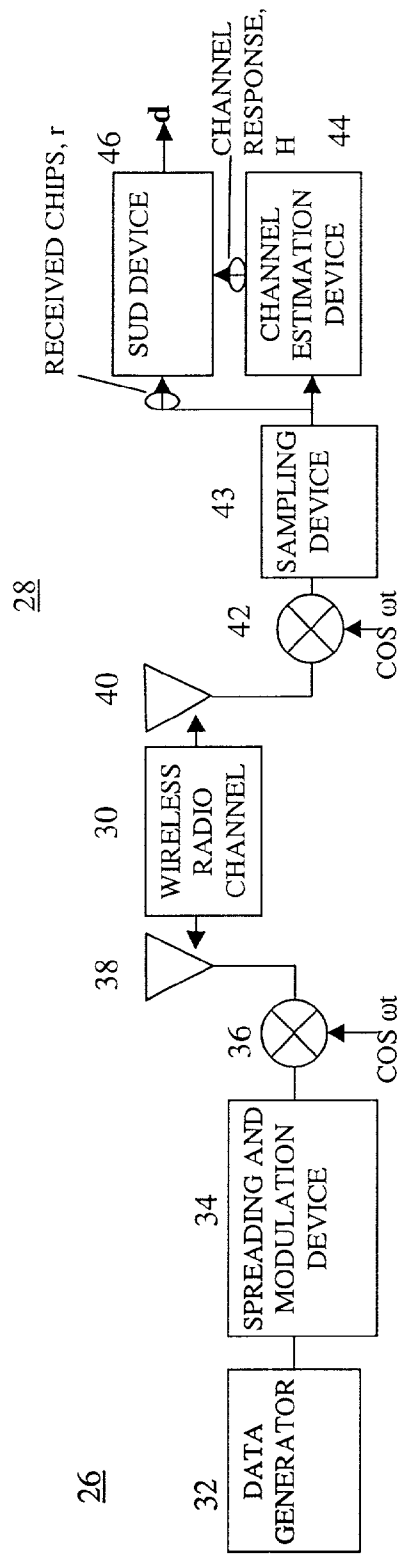 26
28
32
DATA
GENERATOR
34
SPREADING AND
MODULATION
DEVICE
36
COS ωt
38
30
WIRELESS
RADIO
CHANNEL
40
42
COS ωt
43
SAMPLING
DEVICE
RECEIVED CHIPS, r
46
SUD DEVICE
d
CHANNEL
RESPONSE,
H
44
CHANNEL
ESTIMATION
DEVICE